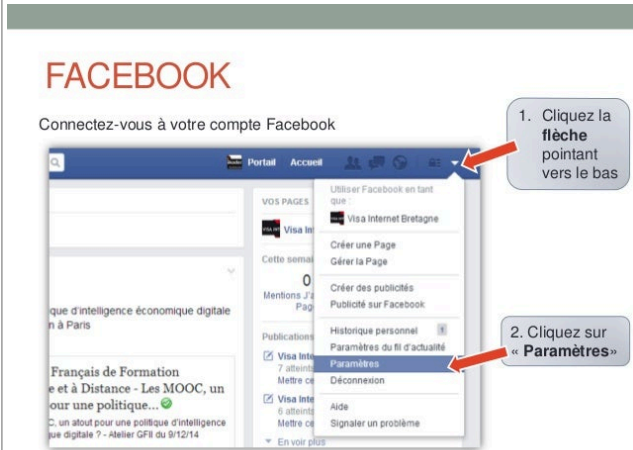 FACEBOOK
Connectez-vous à votre compte Facebook
1. Cliquez la
flèche
pointant
vers le bas
Portail Accueil
VOS PAGES
Visa In
Cette semai
0
Mentions J'a
Pag
Publications
Visa Inte
7 atteints
Mettre ce
Visa Inte
6 atteints
Mettre ce
En voir plus
Utiliser Facebook en tant
que :
Visa Internet Bretagne
Créer une Page
Gérer la Page
Créer des publicités
Publicité sur Facebook
Historique personnel 1
Paramètres du fil d'actualité
Paramètres
Déconnexion
Aide
Signaler un problème
2. Cliquez sur
« Paramètres»
que d'intelligence économique digitale
n à Paris
Français de Formation
e et à Distance - Les MOOC, un
our une politique...
C, un atout pour une politique d'intelligence
ue digitale ? - Atelier GFII du 9/12/14